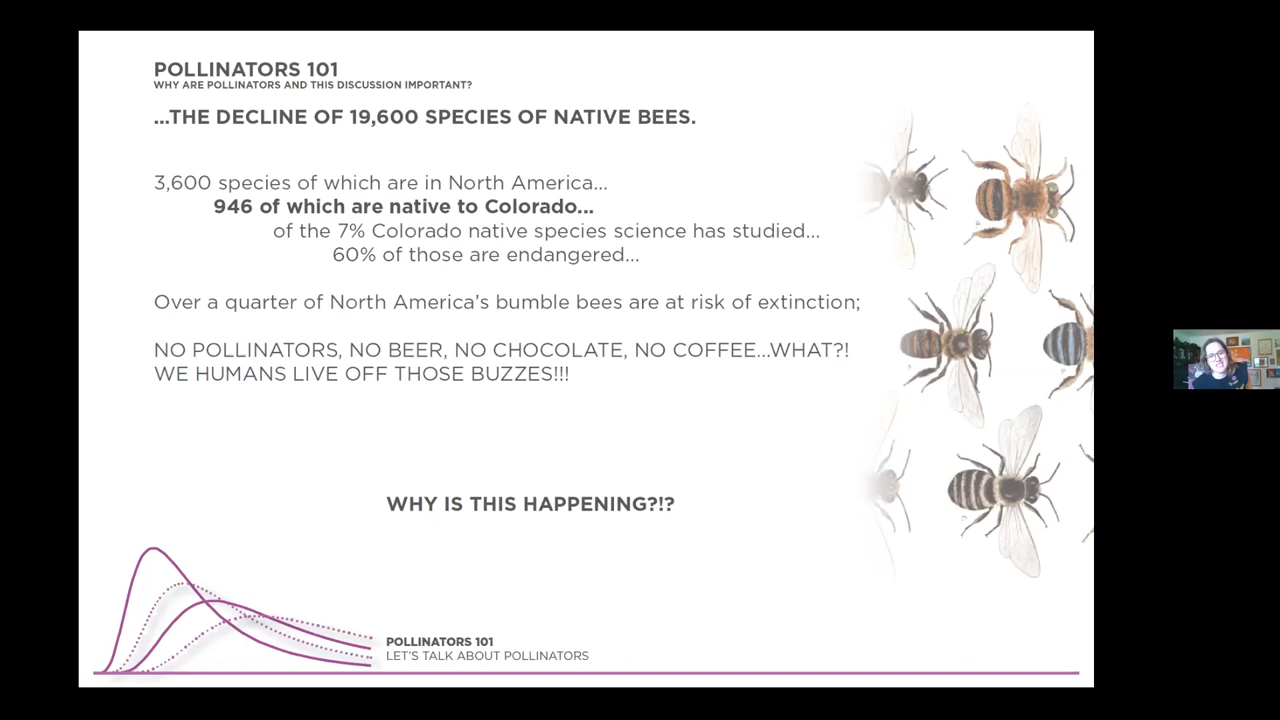 POLLINATORS 101
WHY ARE POLLINATORS AND THIS DISCUSSION IMPORTANT?
...THE DECLINE OF 19,600 SPECIES OF NATIVE BEES.
3,600 species of which are in North America...
946 of which are native to Colorado...
of the 7% Colorado native species science has studied...
60% of those are endangered...
Over a quarter of North America's bumble bees are at risk of extinction;
NO POLLINATORS, NO BEER, NO CHOCOLATE, NO COFFEE...WHAT?!
WE HUMANS LIVE OFF THOSE BUZZES!!!
WHY IS THIS HAPPENING?!?
POLLINATORS 101
LET'S TALK ABOUT POLLINATORS